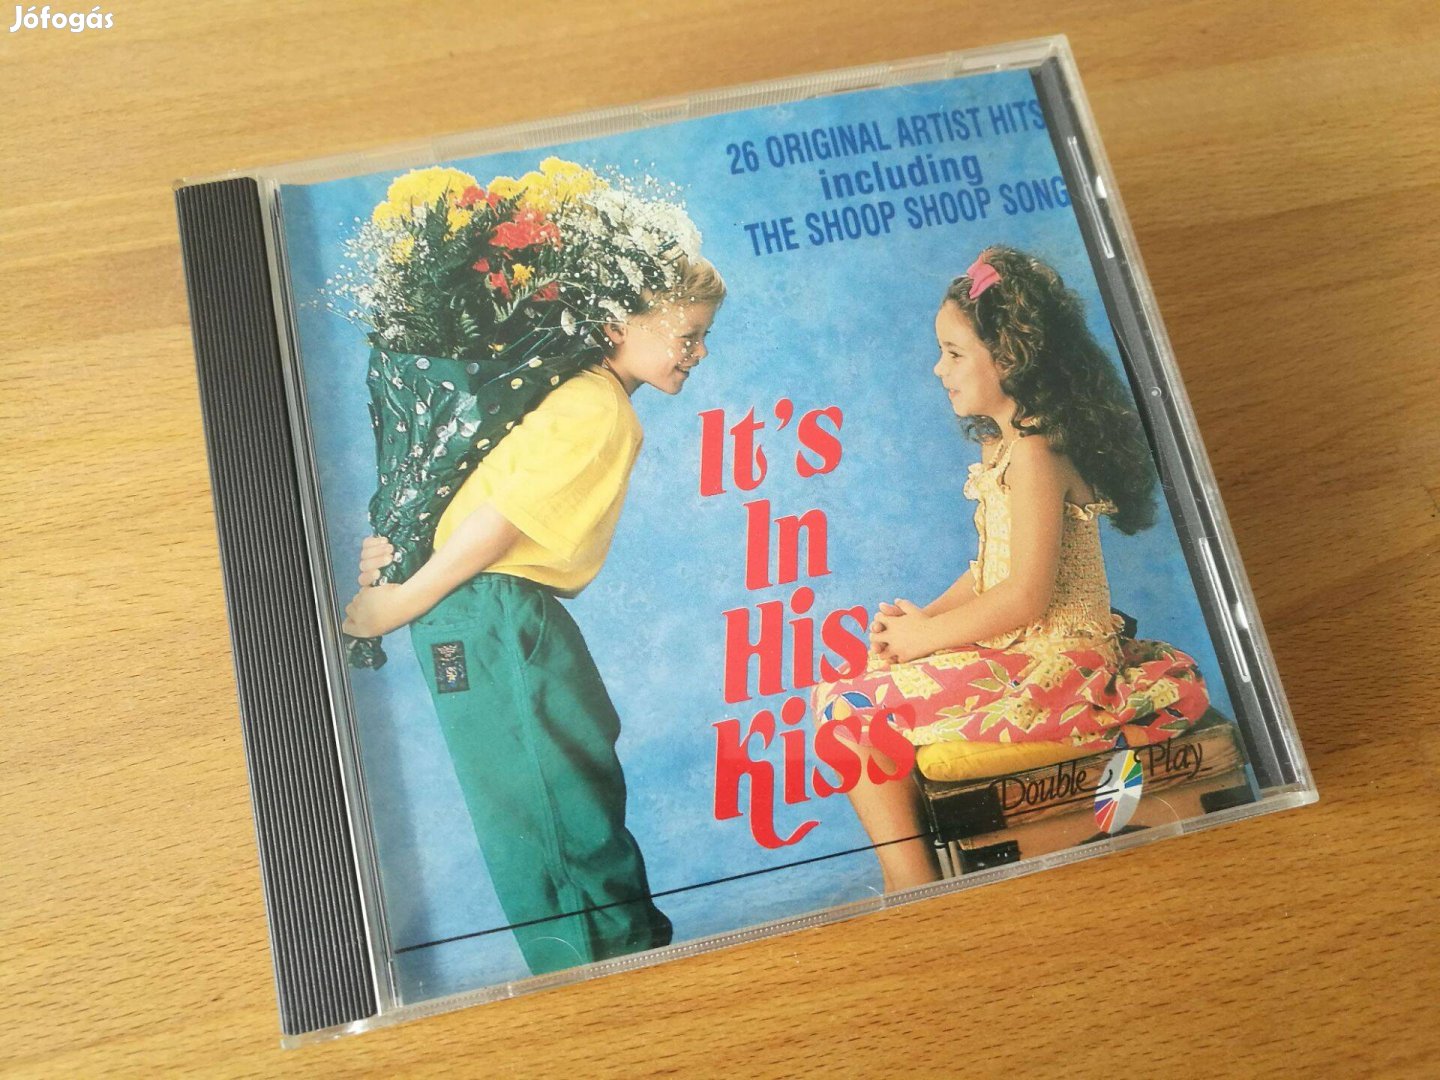 Jófogás
26 ORIGINAL ARTIST HITS
including
THE SHOOP SHOOP SONG
It's
In
His
Kiss
Double Play